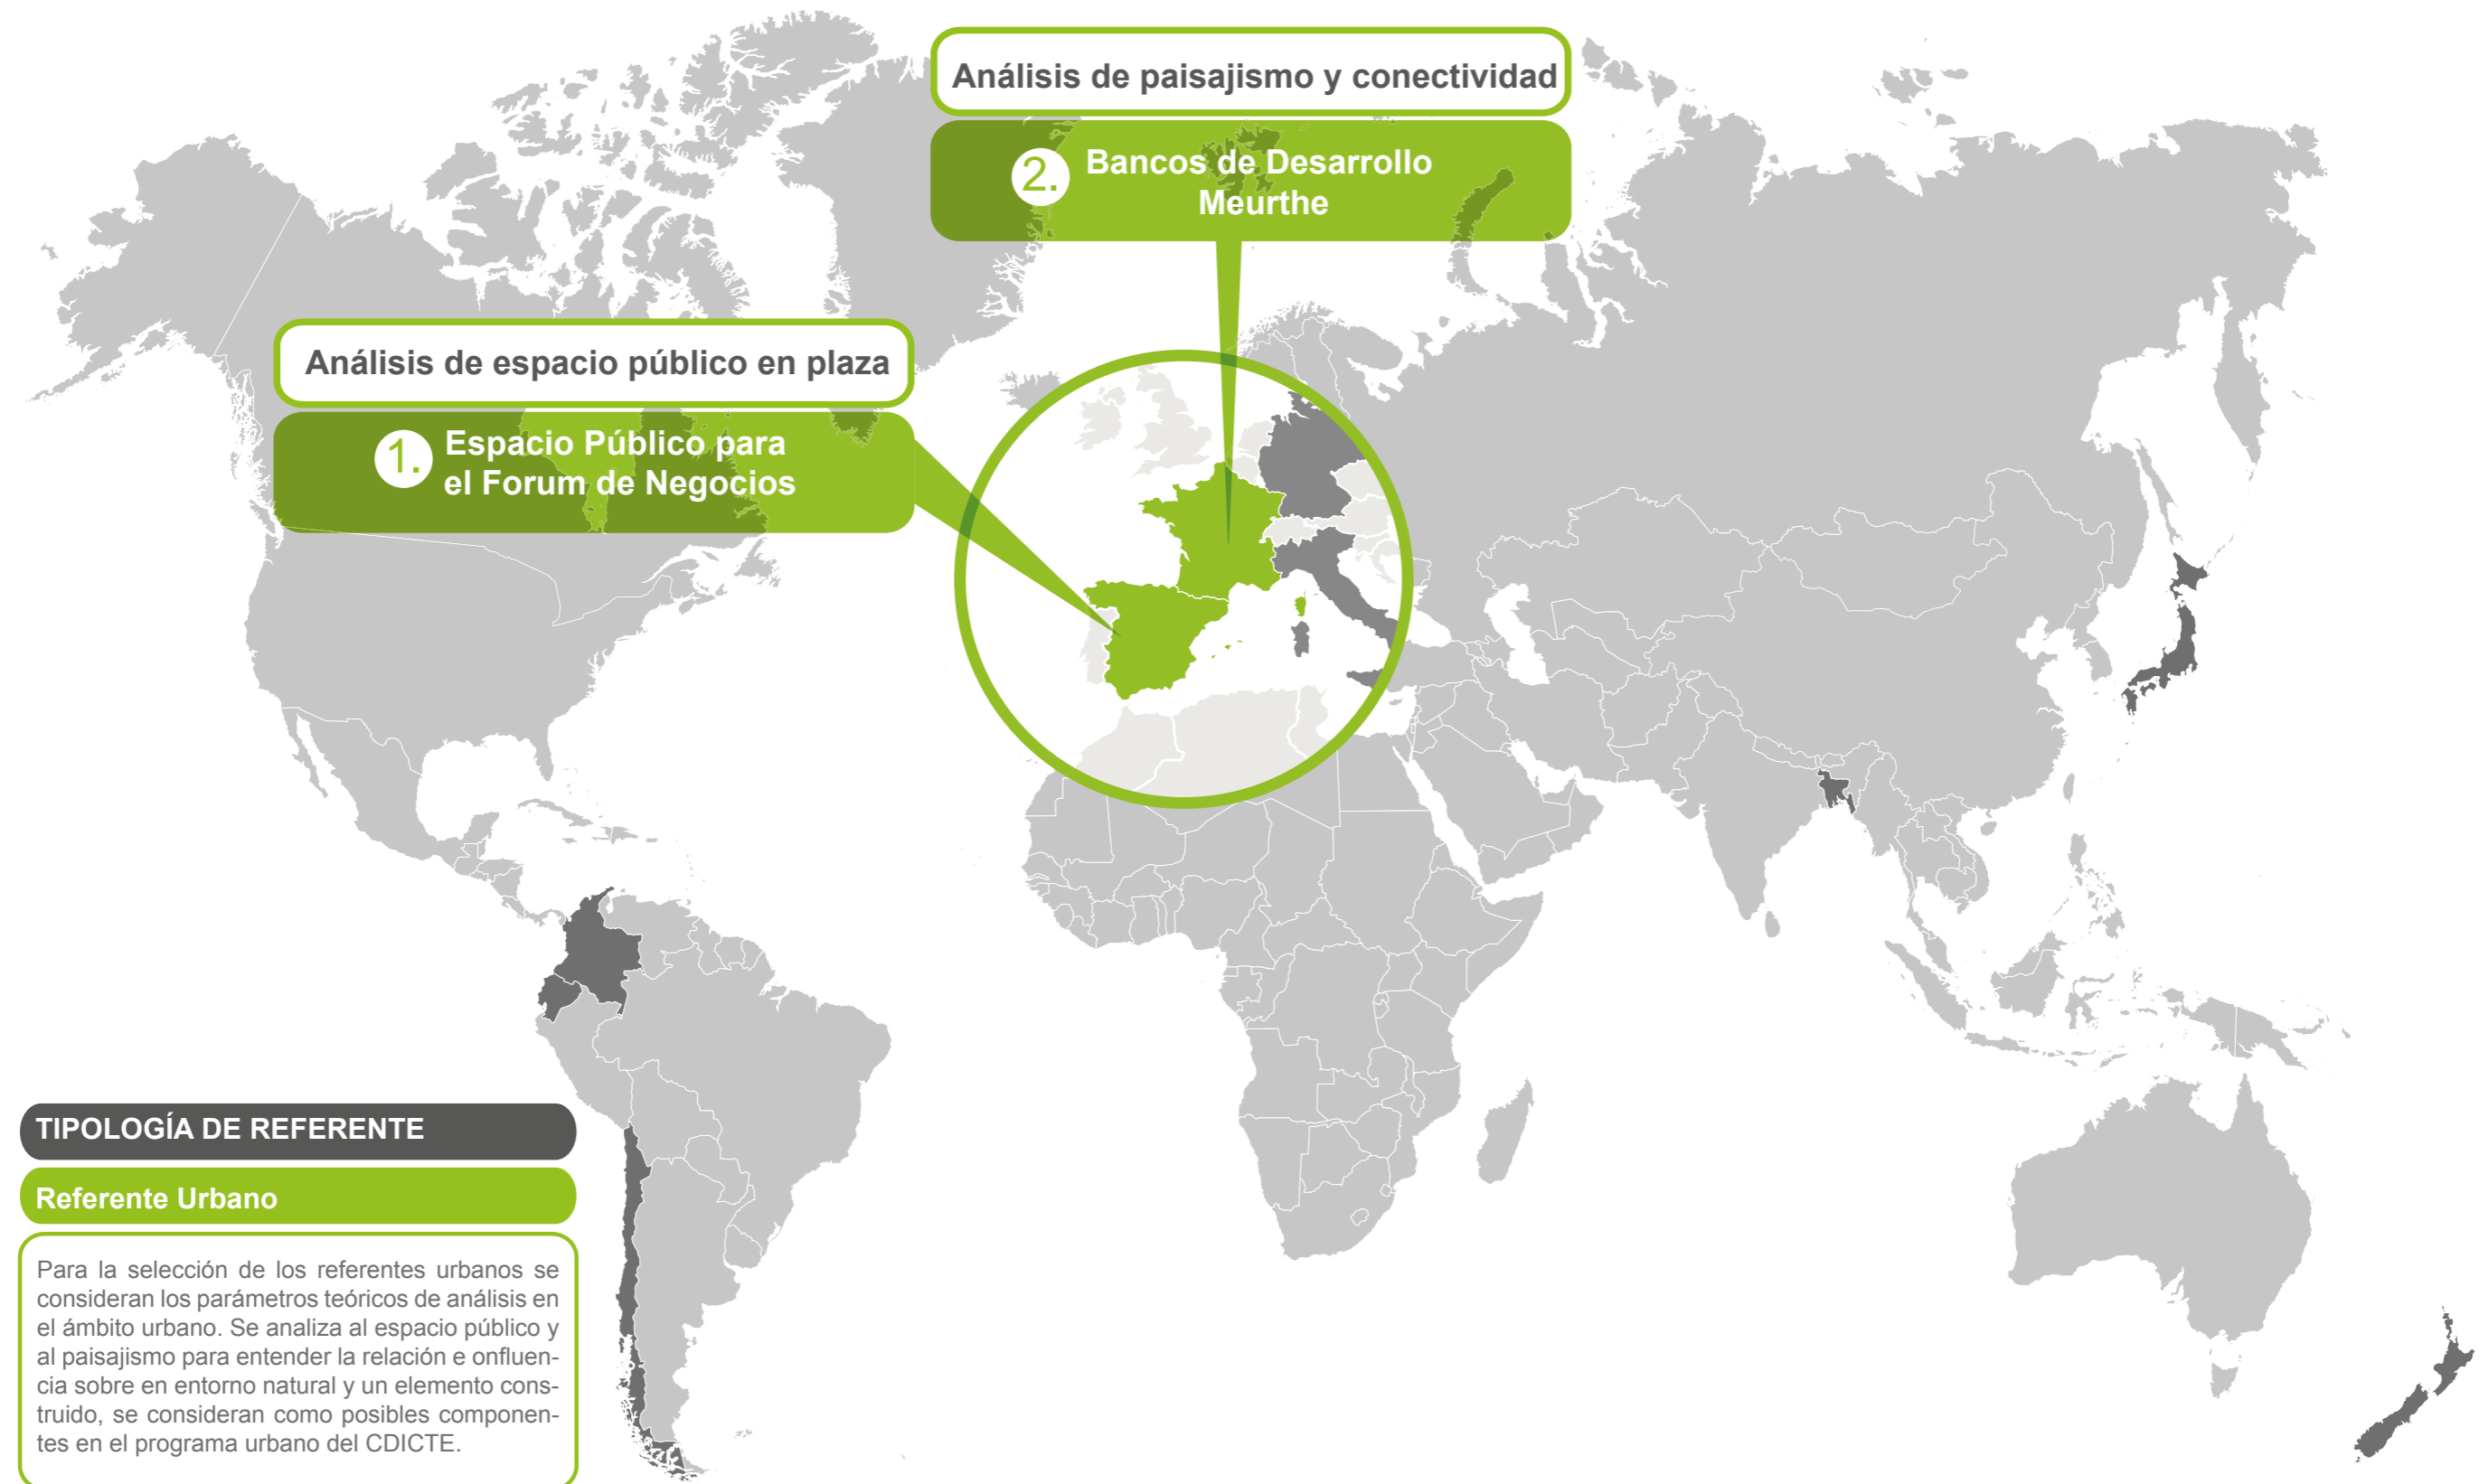 Análisis de paisajismo y conectividad
2. Bancos de Desarrollo
Meurthe
Análisis de espacio público en plaza
1. Espacio Público para
el Forum de Negocios
TIPOLOGÍA DE REFERENTE
Referente Urbano
Para la selección de los referentes urbanos se
consideran los parámetros teóricos de análisis en
el ámbito urbano. Se analiza al espacio público y
al paisajismo para entender la relación e onfluen-
cia sobre en entorno natural y un elemento cons-
truido, se consideran como posibles componen-
tes en el programa urbano del CDICTE.